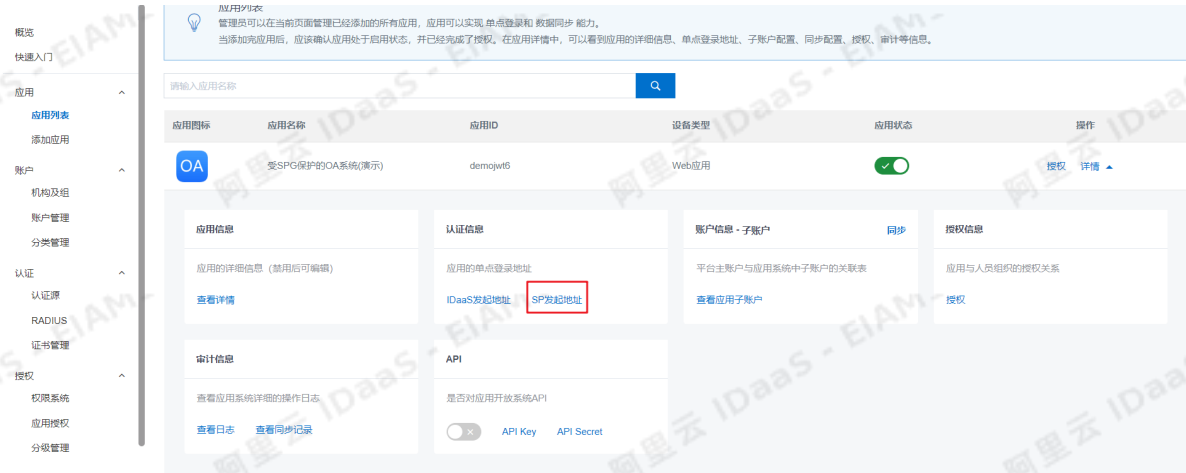 概览
快速入门
应用
应用列表
添加应用
账户
机构及组
账户管理
分类管理
认证
认证源
RADIUS
证书管理
授权
权限系统
应用授权
分级管理
应用列表
管理员可以在当前页面管理已经添加的所有应用，应用可以实现 单点登录和 数据同步 能力。
当添加完应用后，应该确认应用处于启用状态，并已经完成了授权。在应用详情中，可以看到应用的详细信息、单点登录地址、子账户配置、同步配置、授权、审计等信息。
请输入应用名称
应用图标 应用名称 应用ID 设备类型 应用状态 操作
OA 受SPG保护的OA系统(演示) demojwt6 Web应用 授权 详情
应用信息
应用的详细信息（禁用后可编辑）
查看详情
认证信息
应用的单点登录地址
IDaaS发起地址 SP发起地址
账户信息 - 子账户 同步
平台主账户与应用系统中子账户的关联表
查看应用子账户
授权信息
应用与人员组织的授权关系
授权
审计信息
查看应用系统详细的操作日志
查看日志 查看同步记录
API
是否对应用开放系统API
API Key API Secret
阿里云 IDaaS - EIAM